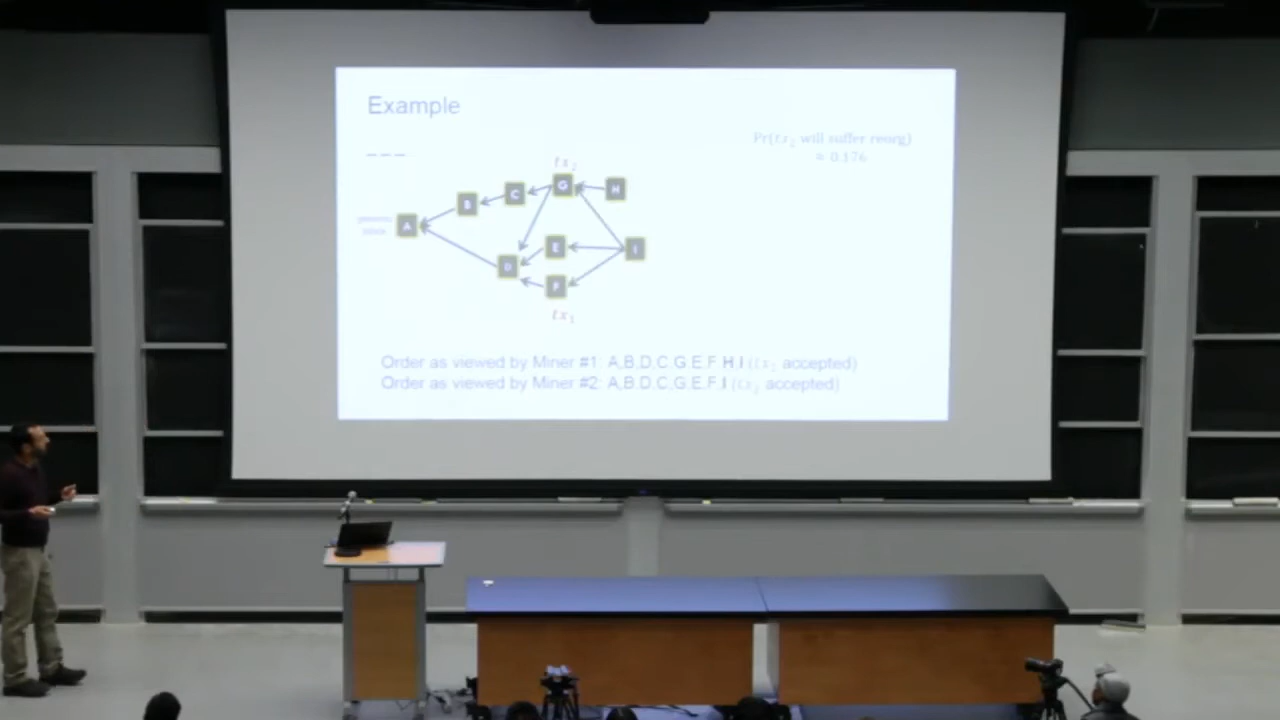 Example
Pr(tx₂ will suffer reorg)
≈ 0.176
tx₂
C G H
B
A
E I
D
F
tx₁
Order as viewed by Miner #1: A,B,D,C,G,E,F,H,I (tx₂ accepted)
Order as viewed by Miner #2: A,B,D,C,G,E,F,I (tx₂ accepted)